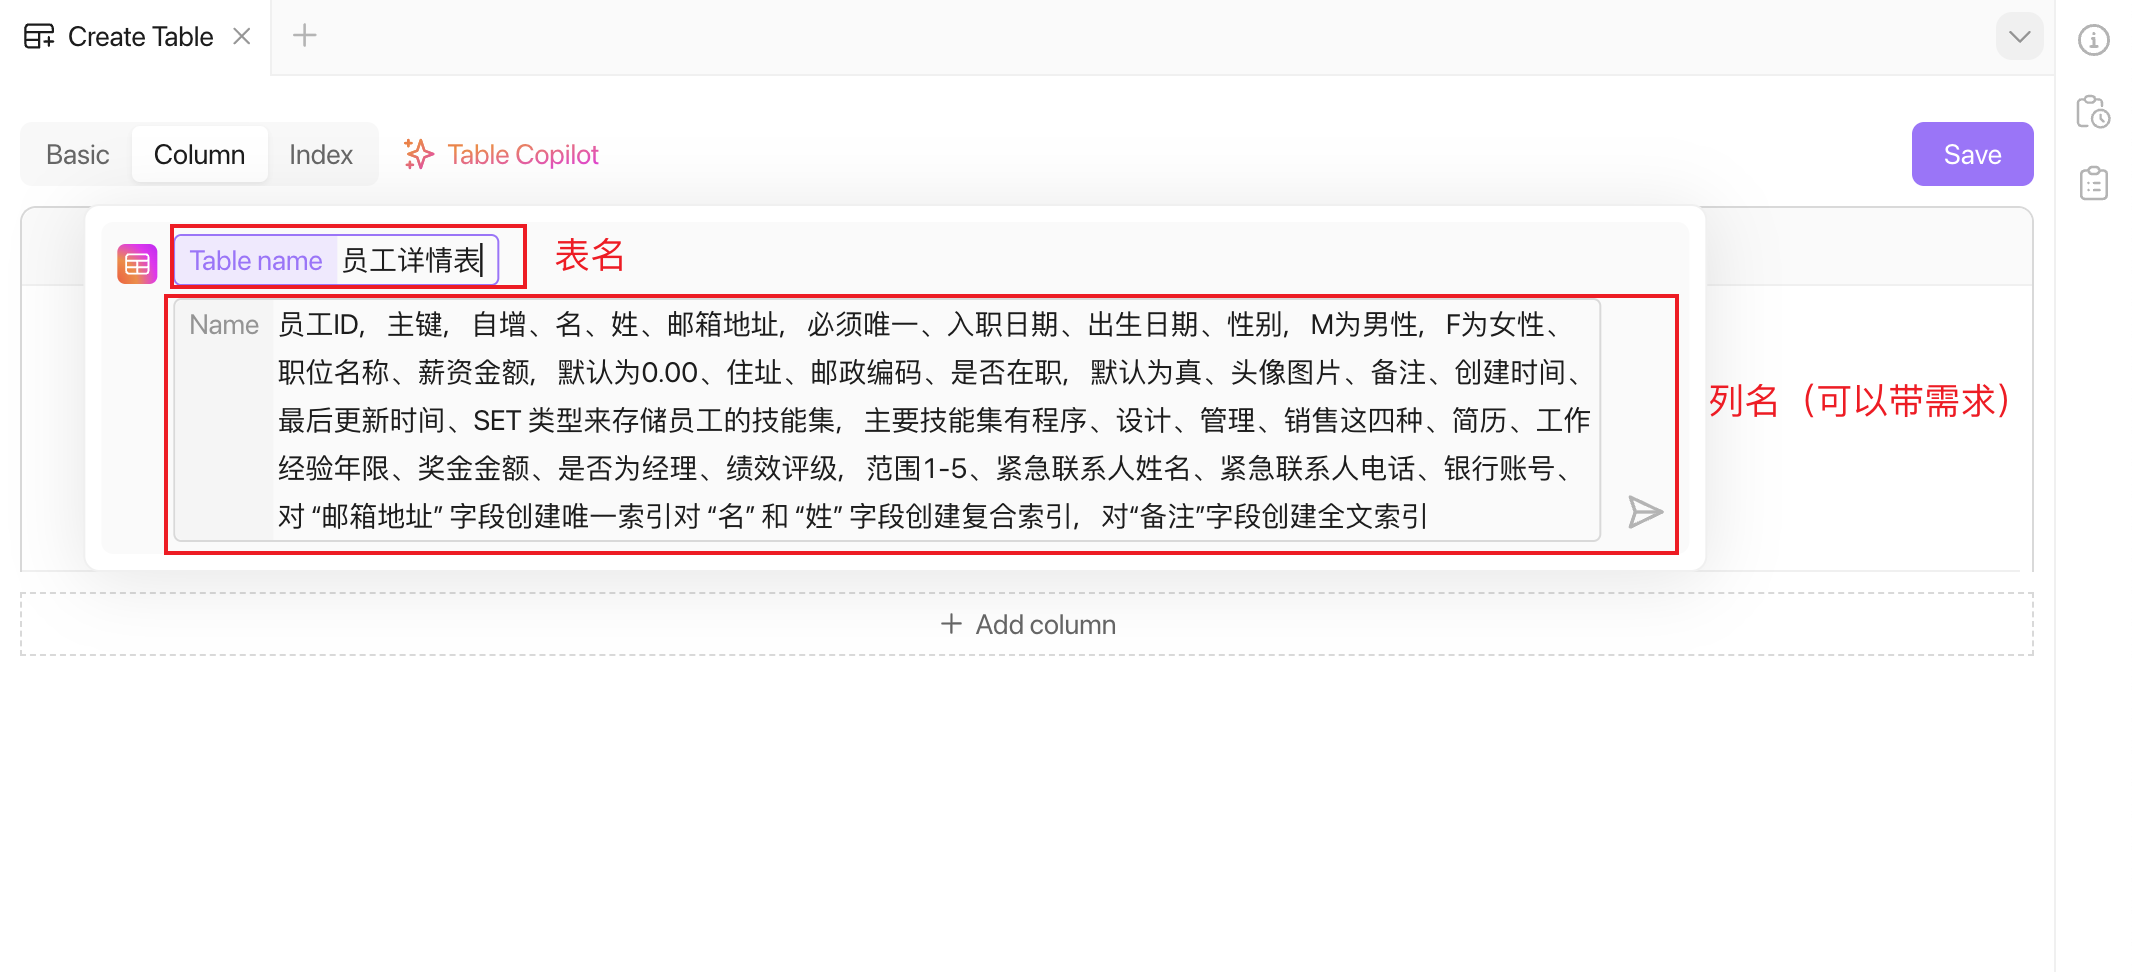 Create Table
Basic Column Index Table Copilot Save
Table name 员工详情表 表名
Name 员工ID，主键，自增、名、姓、邮箱地址，必须唯一、入职日期、出生日期、性别，M为男性，F为女性、
职位名称、薪资金额，默认为0.00、住址、邮政编码、是否在职，默认为真、头像图片、备注、创建时间、
列名（可以带需求）
最后更新时间、SET 类型来存储员工的技能集，主要技能集有程序、设计、管理、销售这四种、简历、工作
经验年限、奖金金额、是否为经理、绩效评级，范围1-5、紧急联系人姓名、紧急联系人电话、银行账号、
对 “邮箱地址” 字段创建唯一索引对 “名” 和 “姓” 字段创建复合索引，对“备注”字段创建全文索引
Add column